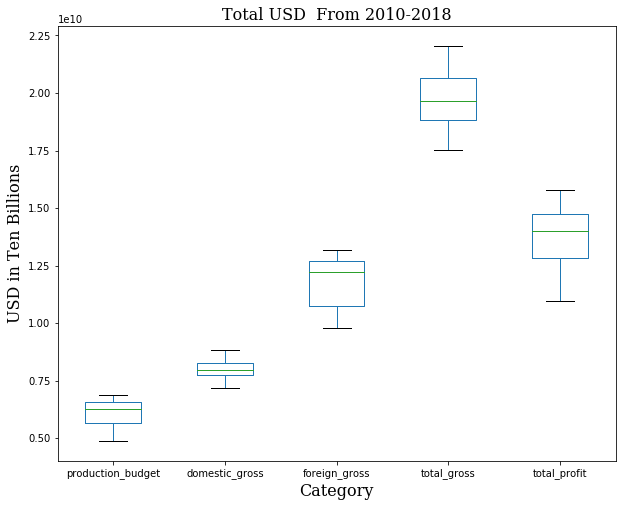 Total USD  From 2010-2018
1e10
2.25
2.00
1.75
1.50
1.25
1.00
0.75
0.50
USD in Ten Billions
production_budget
domestic_gross
foreign_gross
total_gross
total_profit
Category